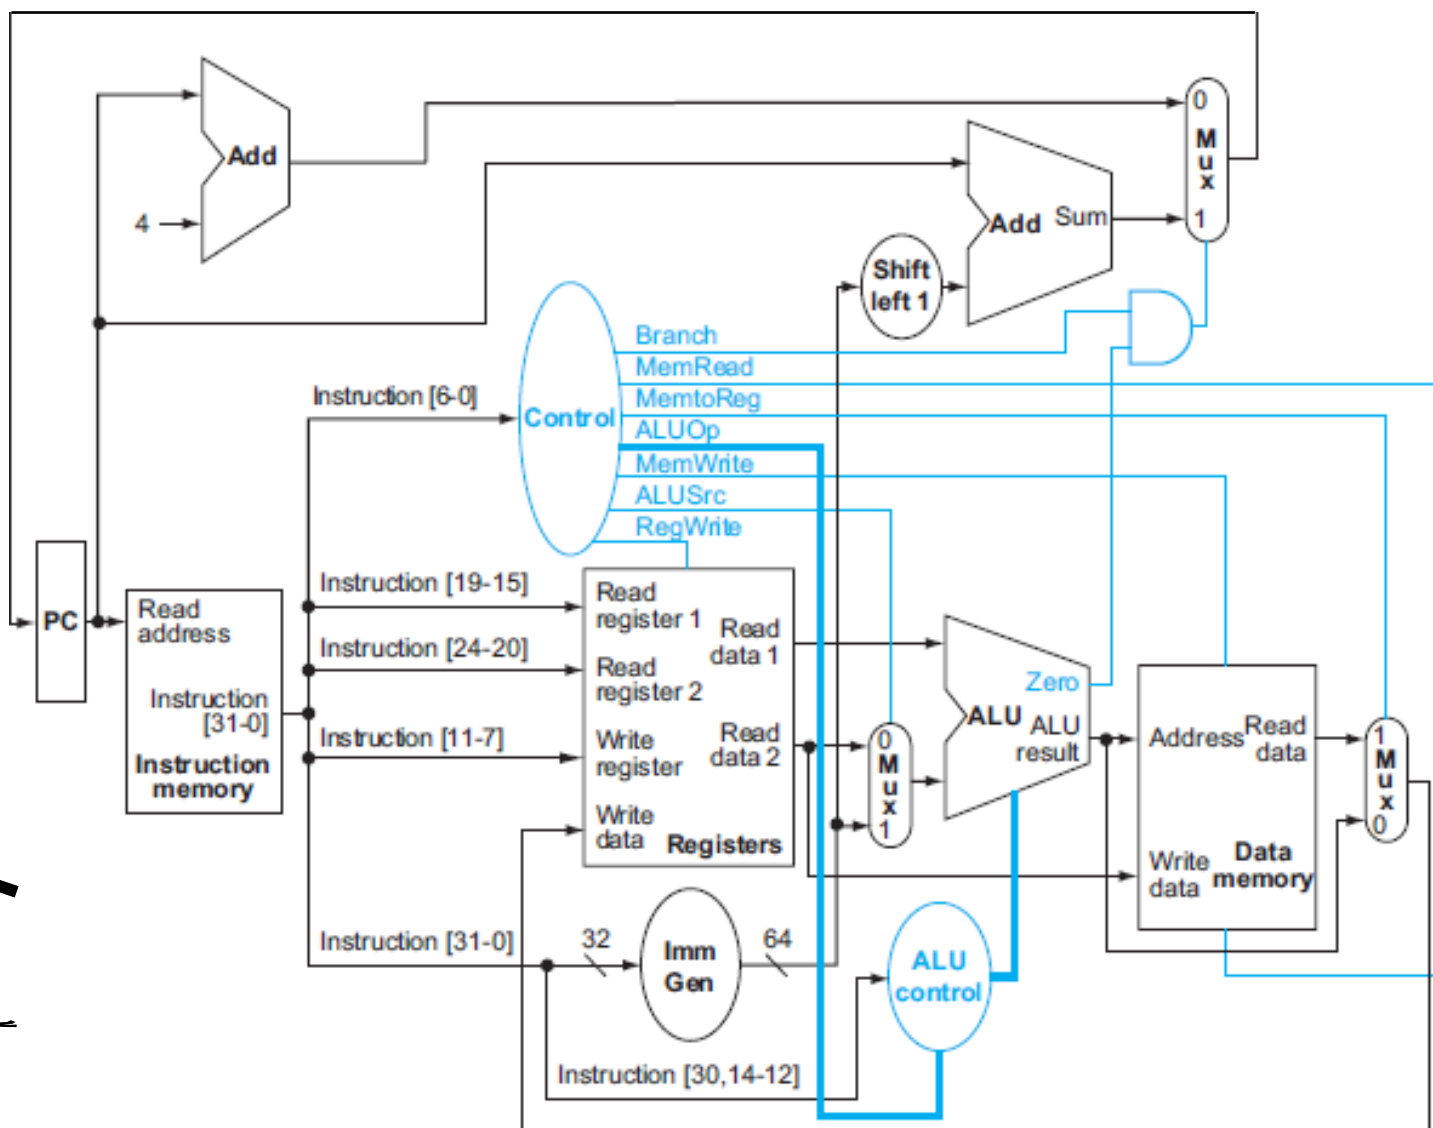 0
M
u
x
1
Add
4
Add Sum
Shift
left 1
Branch
MemRead
MemtoReg
ALUOp
MemWrite
ALUSrc
RegWrite
Control
Instruction [6-0]
Instruction [19-15]
Instruction [24-20]
Instruction [11-7]
Instruction [31-0]
PC
Read
address
Instruction
[31-0]
Instruction
memory
Read
register 1
Read
register 2
Write
register
Write
data
Read
data 1
Read
data 2
Registers
0
M
u
x
1
Zero
ALU
ALU
result
Address
Read
data
Write
data
Data
memory
1
M
u
x
0
32
Imm
Gen
64
ALU
control
Instruction [30,14-12]